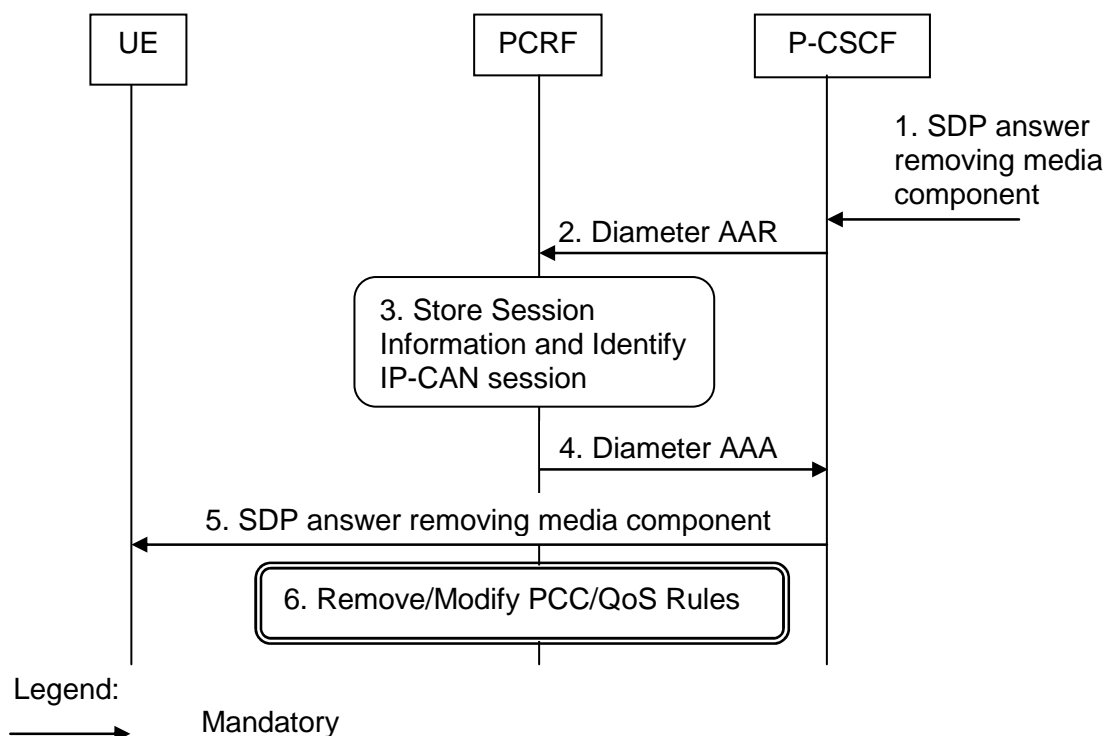 UE
PCRF
P-CSCF
1. SDP answer
removing media
component
2. Diameter AAR
3. Store Session
Information and Identify
IP-CAN session
4. Diameter AAA
5. SDP answer removing media component
6. Remove/Modify PCC/QoS Rules
Legend:
Mandatory